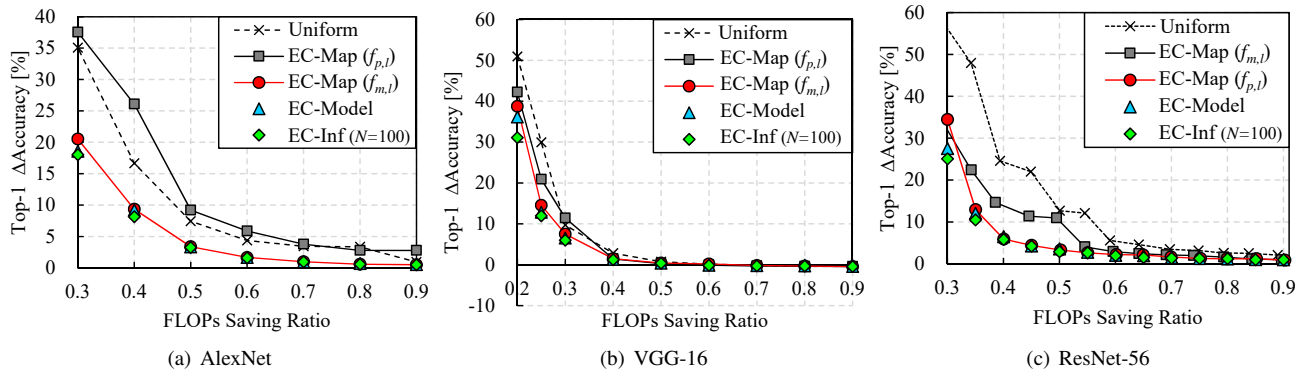 Top-1 ΔAccuracy [%]
40
35
30
25
20
15
10
5
0
Uniform
EC-Map (fp,l)
EC-Map (fm,l)
EC-Model
EC-Inf (N=100)
0.3 0.4 0.5 0.6 0.7 0.8 0.9
FLOPs Saving Ratio
(a) AlexNet
Top-1 ΔAccuracy [%]
60
50
40
30
20
10
0
-10
Uniform
EC-Map (fp,l)
EC-Map (fm,l)
EC-Model
EC-Inf (N=100)
0.2 0.3 0.4 0.5 0.6 0.7 0.8 0.9
FLOPs Saving Ratio
(b) VGG-16
Top-1 ΔAccuracy [%]
60
50
40
30
20
10
0
Uniform
EC-Map (fm,l)
EC-Map (fp,l)
EC-Model
EC-Inf (N=100)
0.3 0.4 0.5 0.6 0.7 0.8 0.9
FLOPs Saving Ratio
(c) ResNet-56